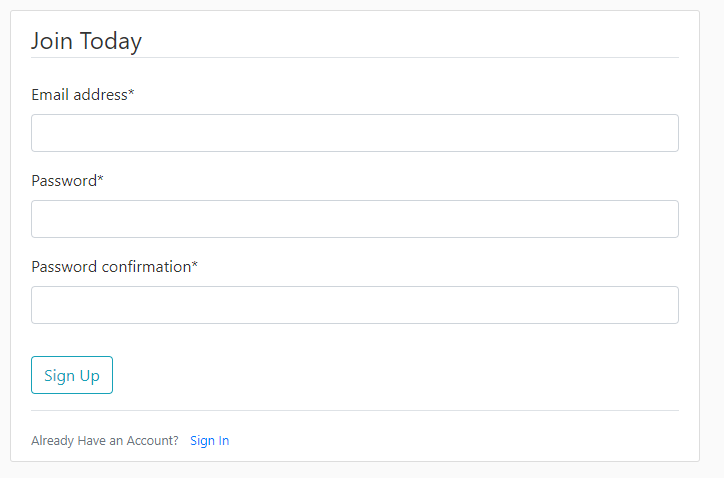 Join Today
Email address*
Password*
Password confirmation*
Sign Up
Already Have an Account? Sign In